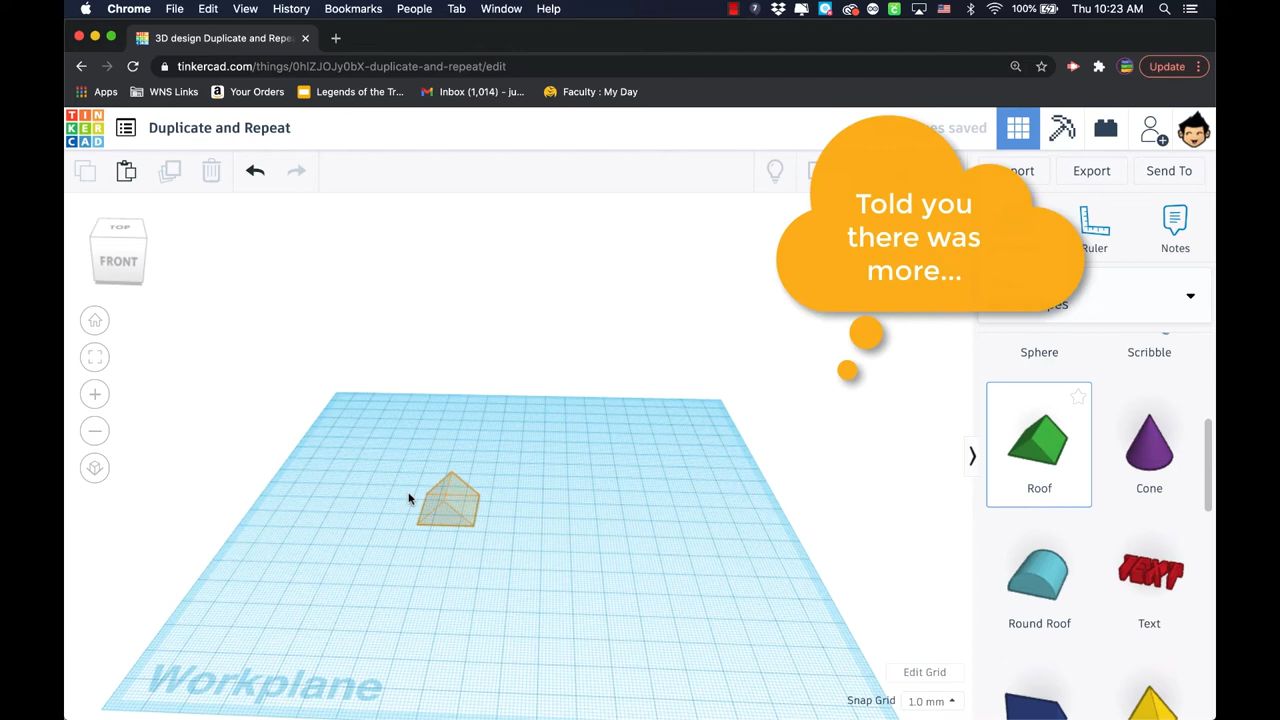 Chrome File Edit View History Bookmarks People Tab Window Help 7 100% Thu 10:23 AM
3D design Duplicate and Repe
tinkercad.com/things/0hlZJOJy0bX-duplicate-and-repeat/edit Update
Apps WNS Links Your Orders Legends of the Tr... Inbox (1,014) - ju... Faculty : My Day
TIN
KER
CAD
Duplicate and Repeat
saved
Export Send To
Told you
there was
more...
TOP
FRONT
Ruler Notes
Sphere Scribble
Roof Cone
TEXT
Round Roof Text
Workplane
Edit Grid
Snap Grid 1.0 mm